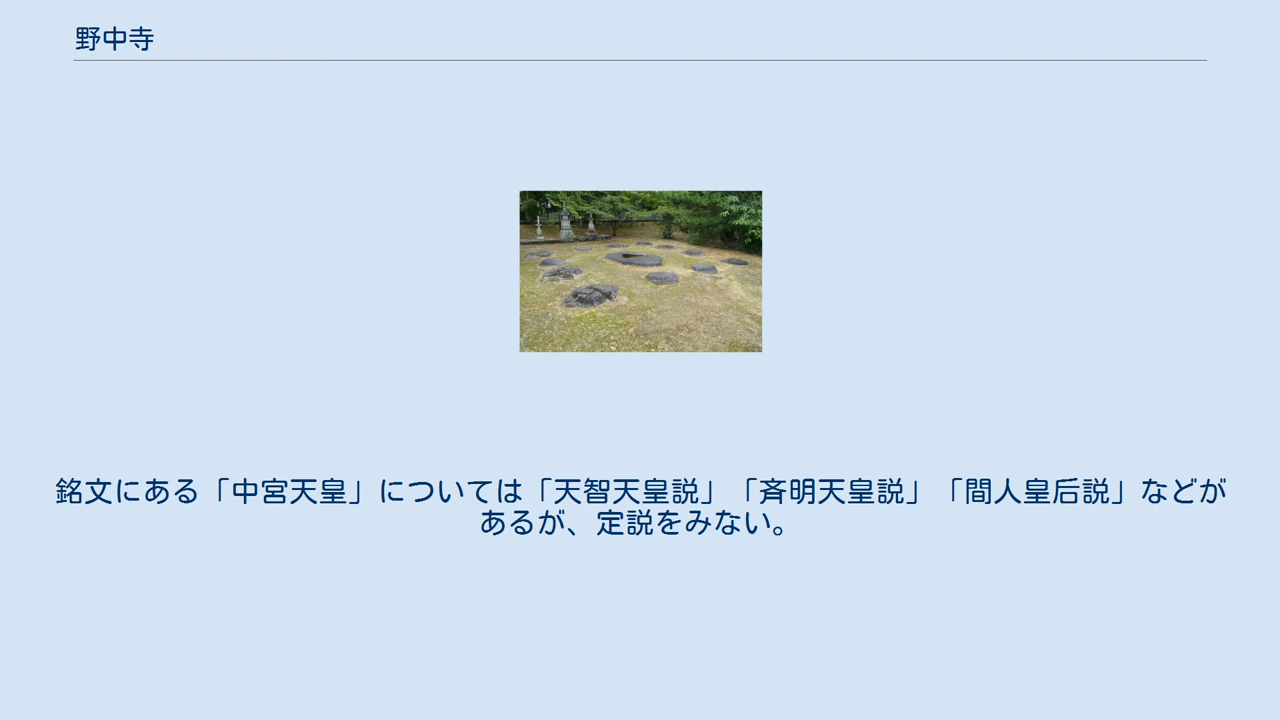 野中寺
銘文にある「中宮天皇」については「天智天皇説」「斉明天皇説」「間人皇后説」などが
あるが、定説をみない。